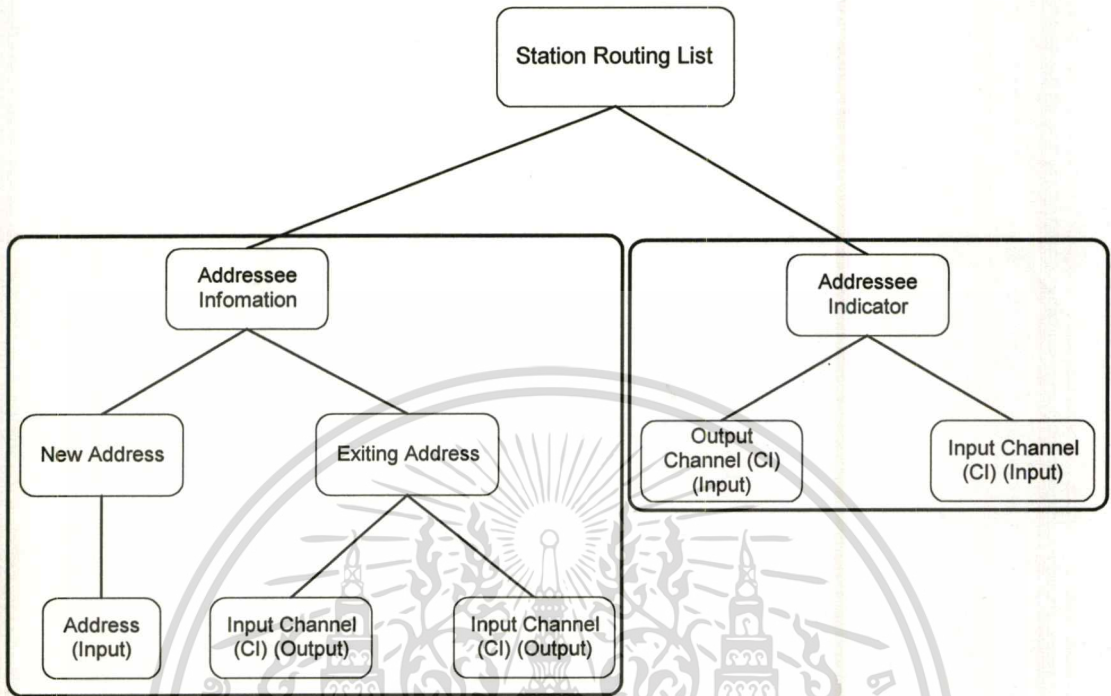 Station Routing List
Addressee
Infomation
Addressee
Indicator
New Address
Exiting Address
Output
Channel (CI)
(Input)
Input Channel
(CI) (Input)
Address
(Input)
Input Channel
(CI) (Output)
Input Channel
(CI) (Output)